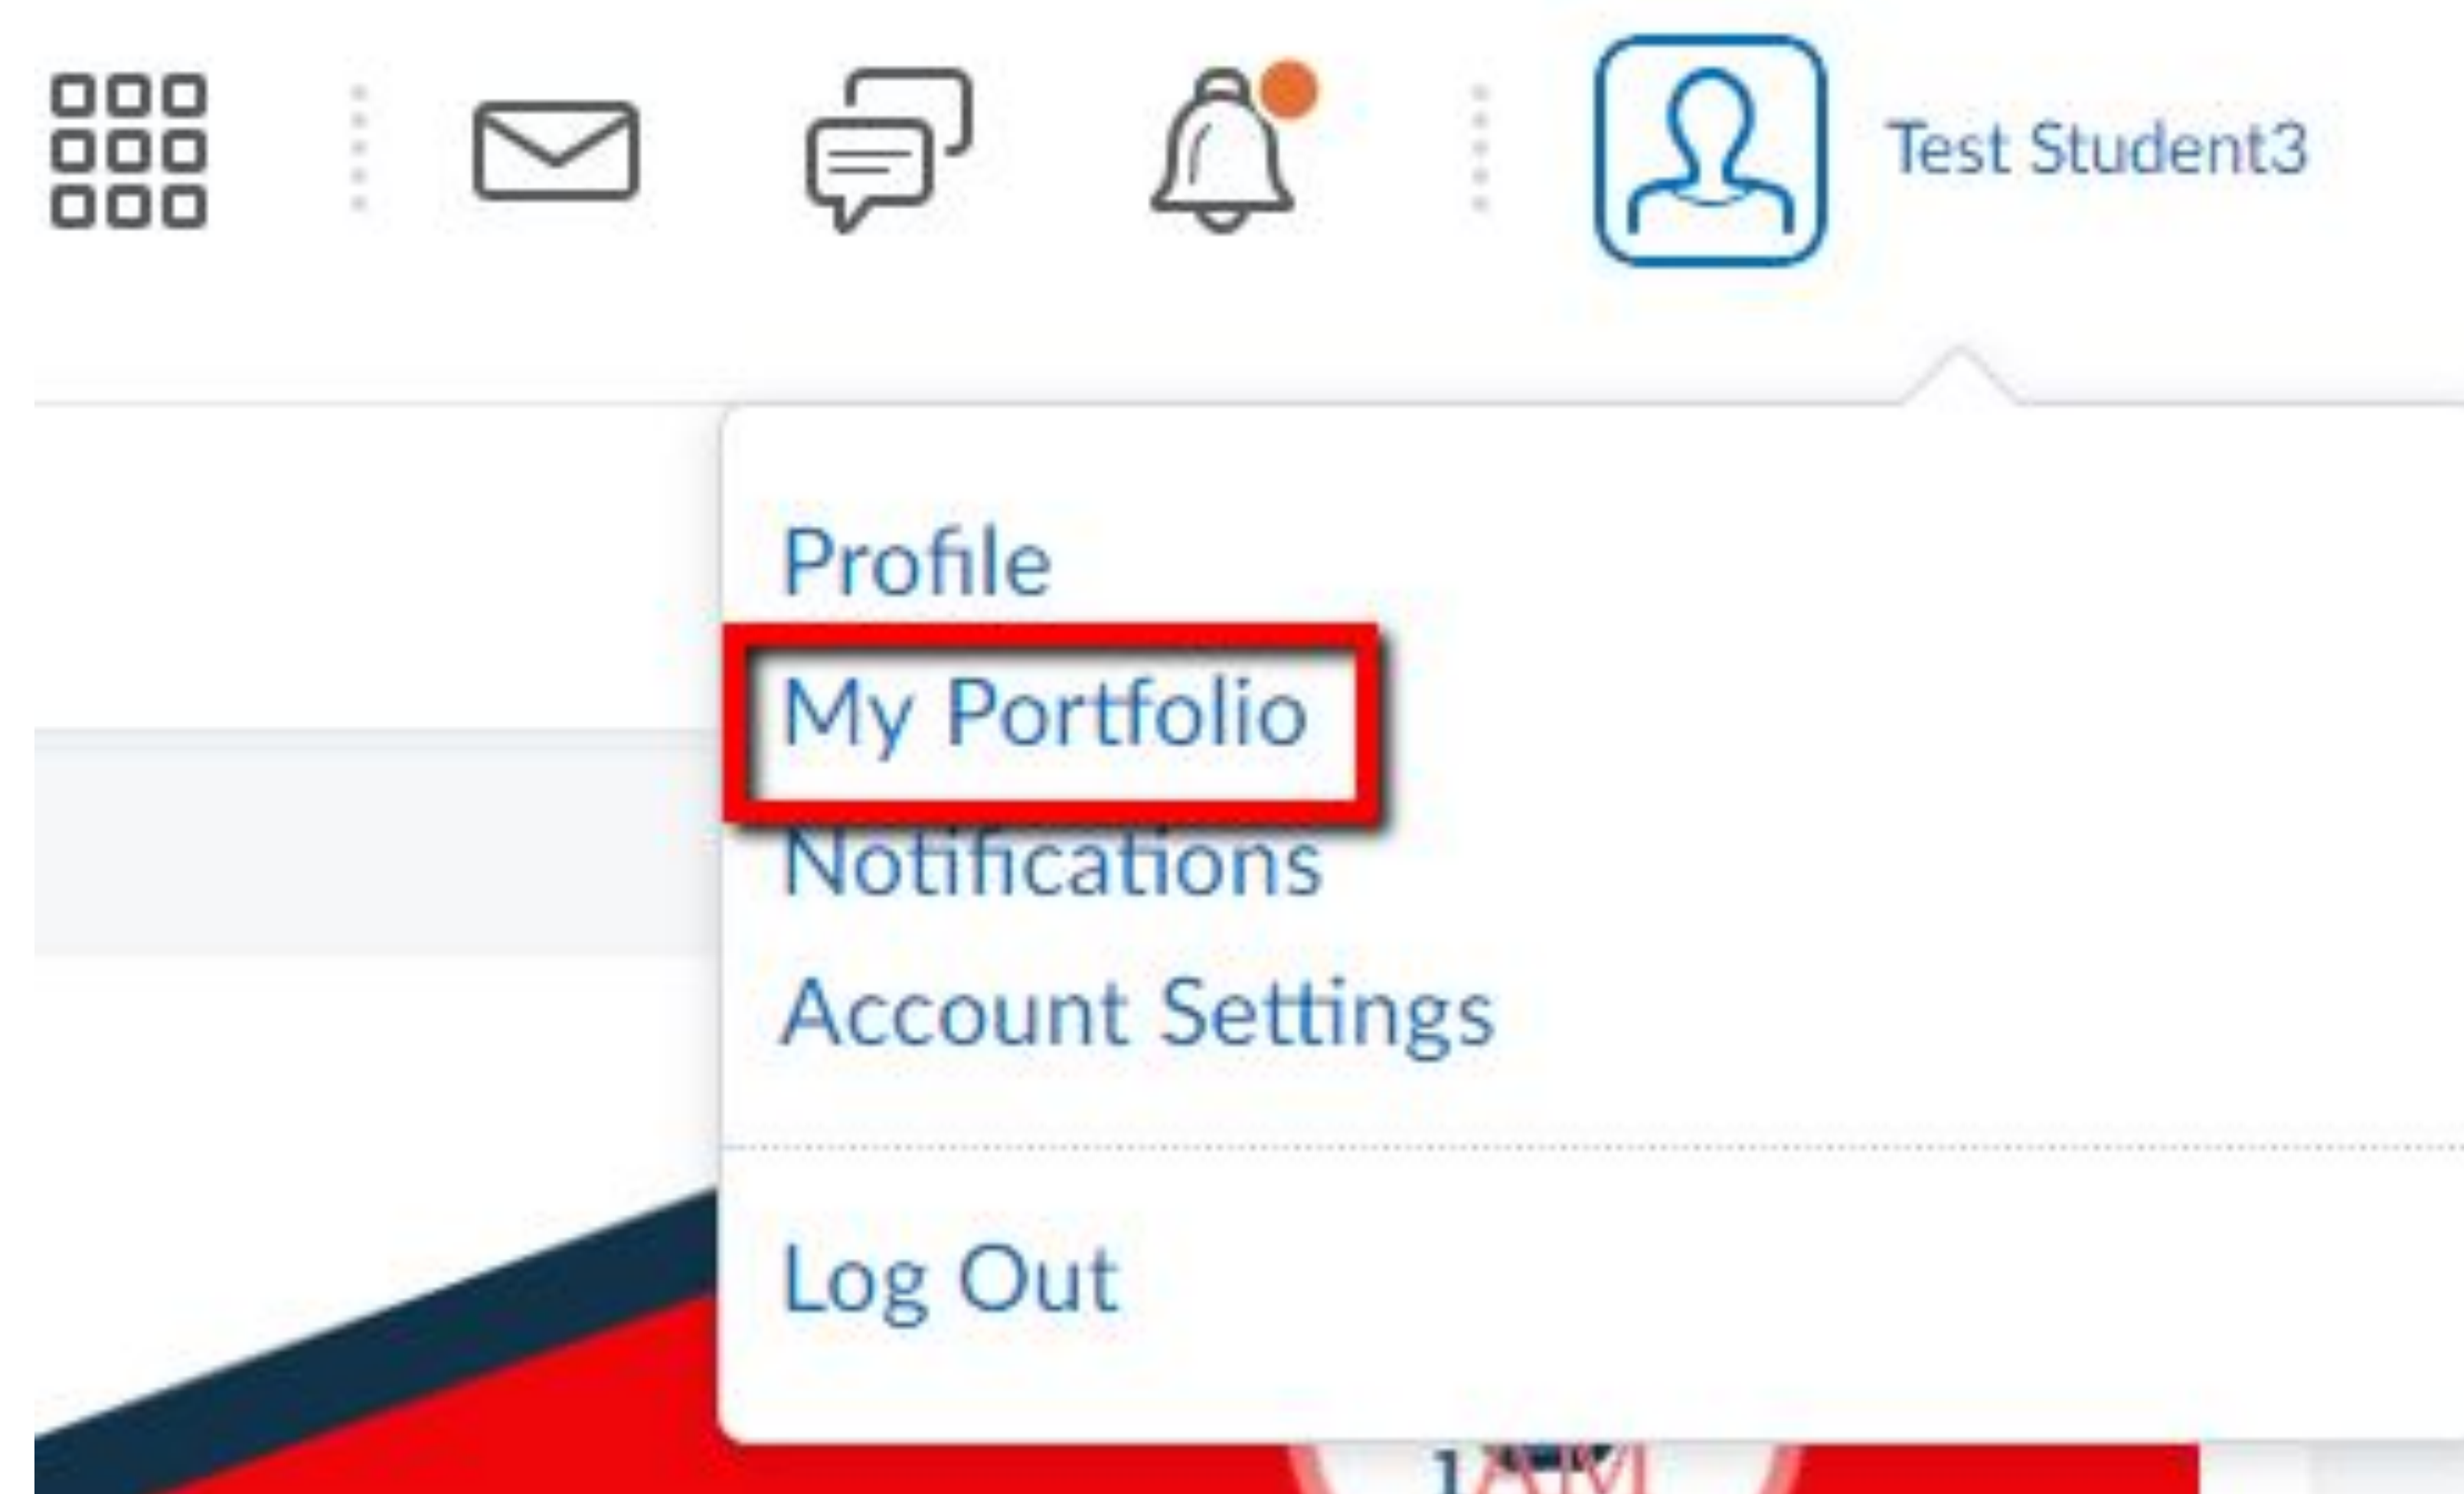 Test Student3
Profile
My Portfolio
Notifications
Account Settings
Log Out